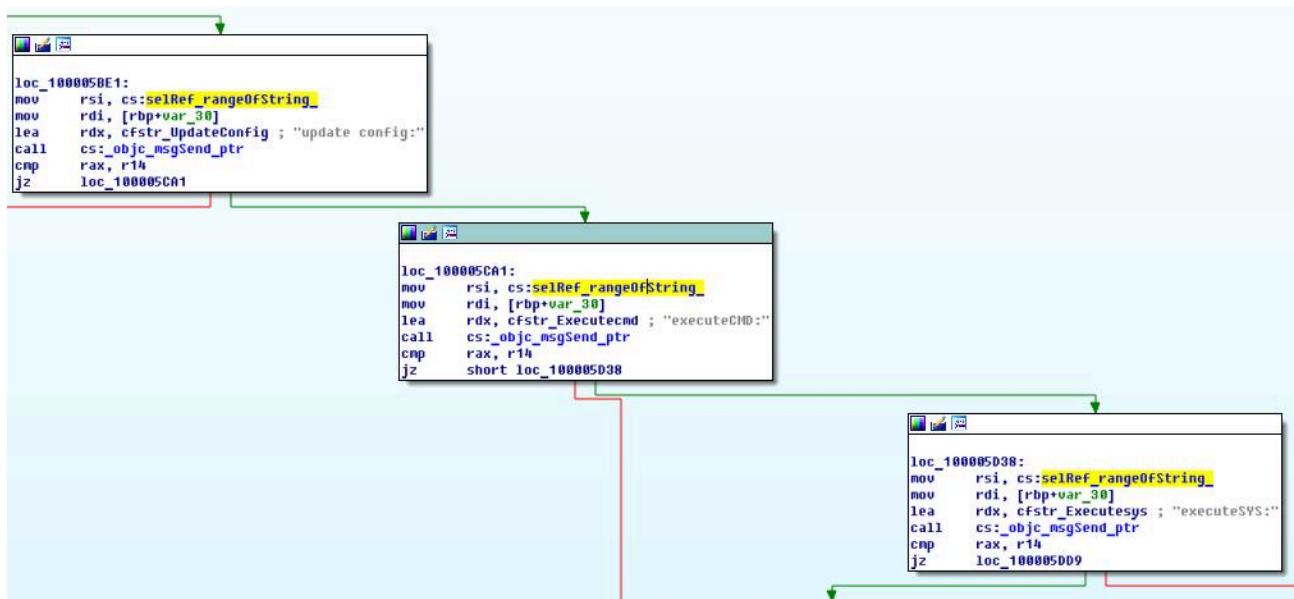 loc_100005BE1:
mov rsi, cs:selRef_rangeOfString_
mov rdi, [rbp+var_30]
lea rdx, cfstr_UpdateConfig ; "update config:"
call cs:_objc_msgSend_ptr
cmp rax, r14
jz loc_100005CA1
loc_100005CA1:
mov rsi, cs:selRef_rangeOfString_
mov rdi, [rbp+var_30]
lea rdx, cfstr_Executecmd ; "executeCMD:"
call cs:_objc_msgSend_ptr
cmp rax, r14
jz short loc_100005D38
loc_100005D38:
mov rsi, cs:selRef_rangeOfString_
mov rdi, [rbp+var_30]
lea rdx, cfstr_Executesys ; "executeSYS:"
call cs:_objc_msgSend_ptr
cmp rax, r14
jz loc_100005DD9